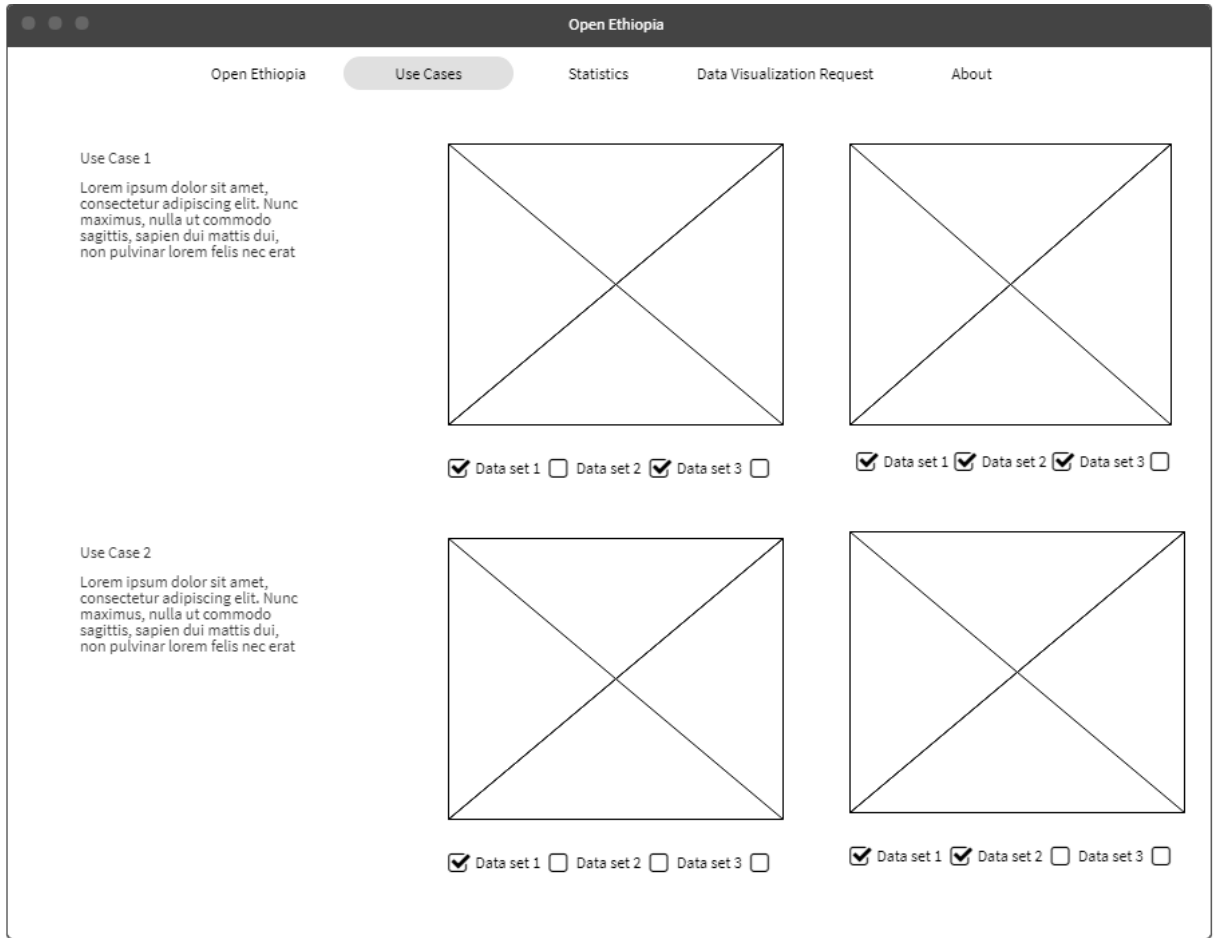 Open Ethiopia
Open Ethiopia Use Cases Statistics Data Visualization Request About
Use Case 1
Lorem ipsum dolor sit amet,
consectetur adipiscing elit. Nunc
maximus, nulla ut commodo
sagittis, sapien dui mattis dui,
non pulvinar lorem felis nec erat
Data set 1 Data set 2 Data set 3
Data set 1 Data set 2 Data set 3
Use Case 2
Lorem ipsum dolor sit amet,
consectetur adipiscing elit. Nunc
maximus, nulla ut commodo
sagittis, sapien dui mattis dui,
non pulvinar lorem felis nec erat
Data set 1 Data set 2 Data set 3
Data set 1 Data set 2 Data set 3